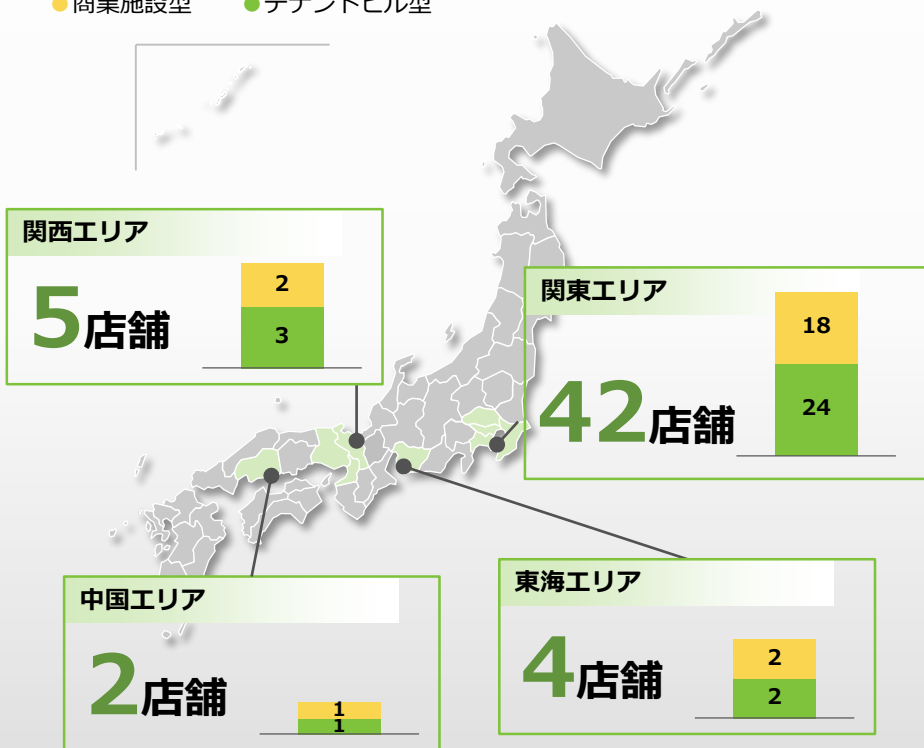 商業施設型 テナントビル型
関西エリア
5店舗
2
3
関東エリア
42店舗
18
24
中国エリア
2店舗
1
1
東海エリア
4店舗
2
2